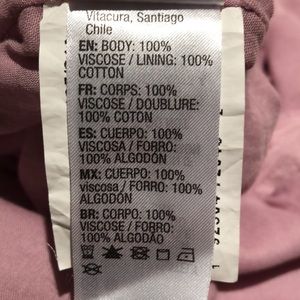 Vitacura, Santiago
Chile
EN: BODY: 100%
VISCOSE / LINING: 100%
COTTON
FR: CORPS: 100%
VISCOSE / DOUBLURE:
100% COTON
ES: CUERPO: 100%
VISCOSA / FORRO: 100%
ALGODÓN
MX: CUERPO: 100%
viscosa / FORRO: 100%
ALGODÓN
BR: CORPO: 100%
VISCOSE / FORRO:
100% ALGODÃO